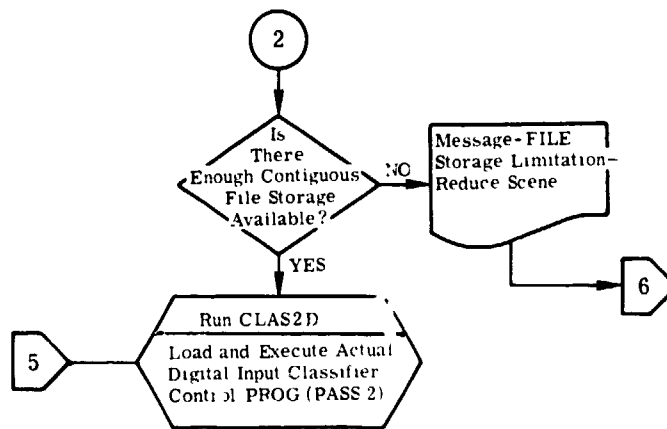 2
Is
There
Enough Contiguous
File Storage
Available?
NO
Message-FILE
Storage Limitation-
Reduce Scene
YES
6
Run CLAS2D
5
Load and Execute Actual
Digital Input Classifier
Control PROG (PASS 2)